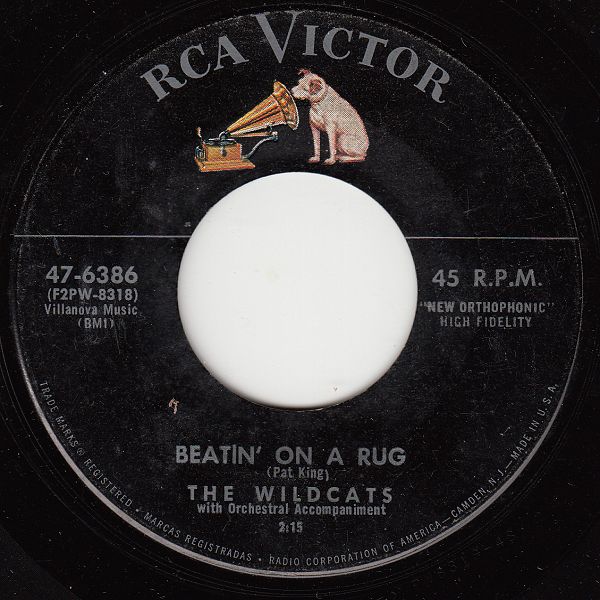 RCA VICTOR
47-6386
(F2PW-8318)
Villanova Music
(BMI)
45 R.P.M.
"NEW ORTHOPHONIC"
HIGH FIDELITY
BEATIN' ON A RUG
(Pat King)
THE WILDCATS
with Orchestral Accompaniment
2:15
TRADE MARKS ® REGISTERED • MARCAS REGISTRADAS • RADIO CORPORATION OF AMERICA, CAMDEN, N.J.—MADE IN U.S.A.